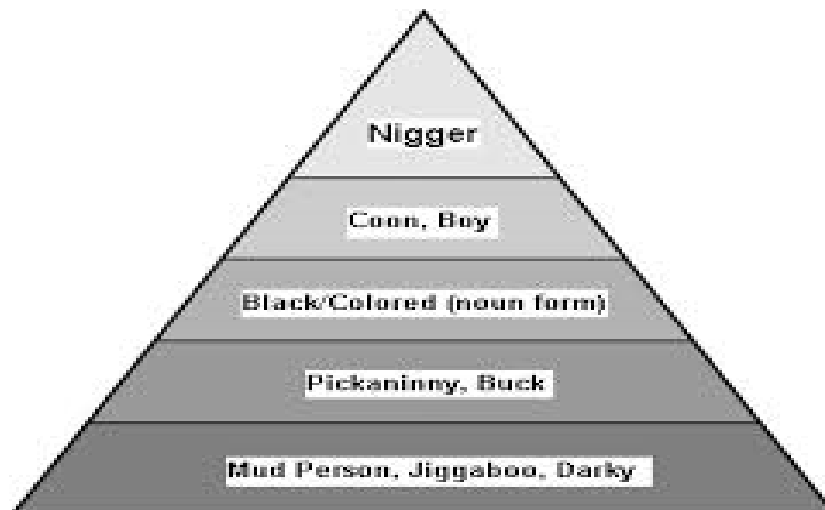 Nigger
Coon, Boy
Black/Colored (noun form)
Pickaninny, Buck
Mud Person, Jiggaboo, Darky